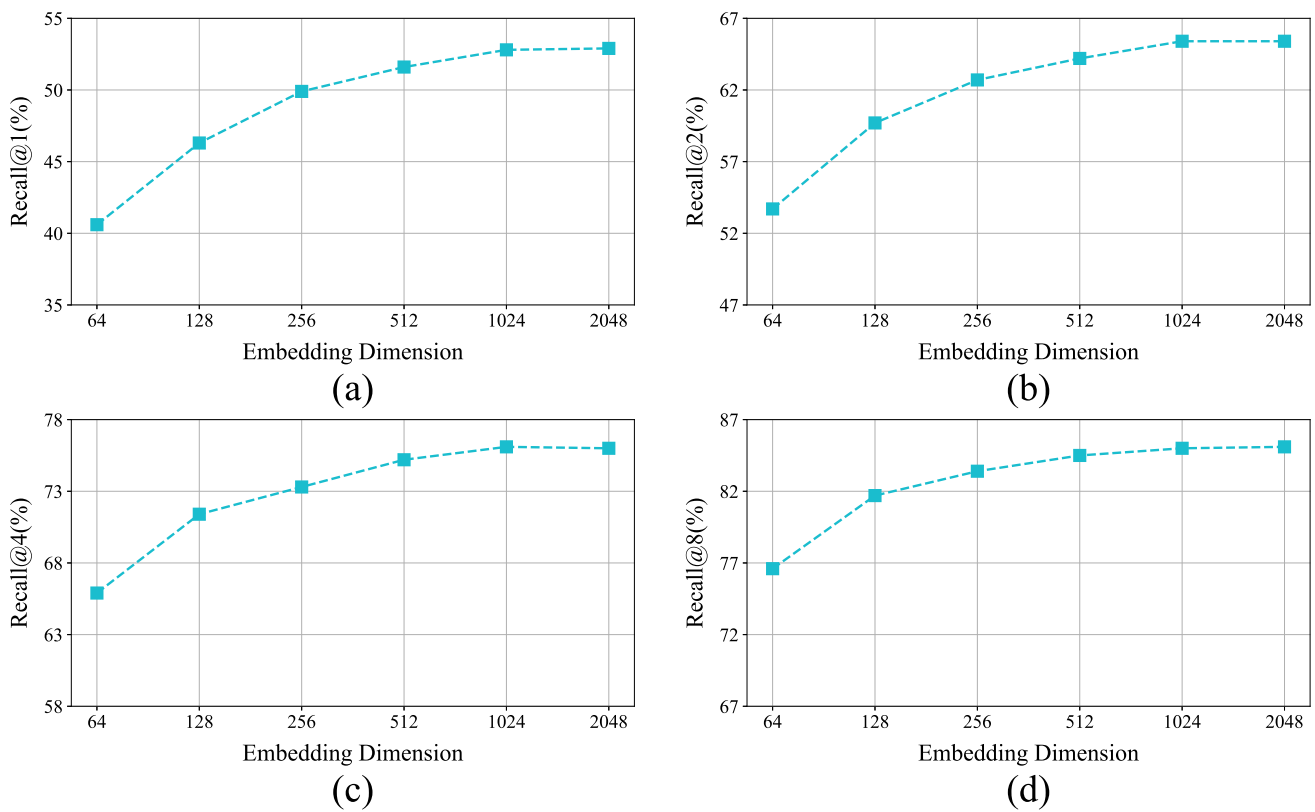 55
50
45
40
35
Recall@1(%)
64 128 256 512 1024 2048
Embedding Dimension
(a)
67
62
57
52
47
Recall@2(%)
64 128 256 512 1024 2048
Embedding Dimension
(b)
78
73
68
63
58
Recall@4(%)
64 128 256 512 1024 2048
Embedding Dimension
(c)
87
82
77
72
67
Recall@8(%)
64 128 256 512 1024 2048
Embedding Dimension
(d)